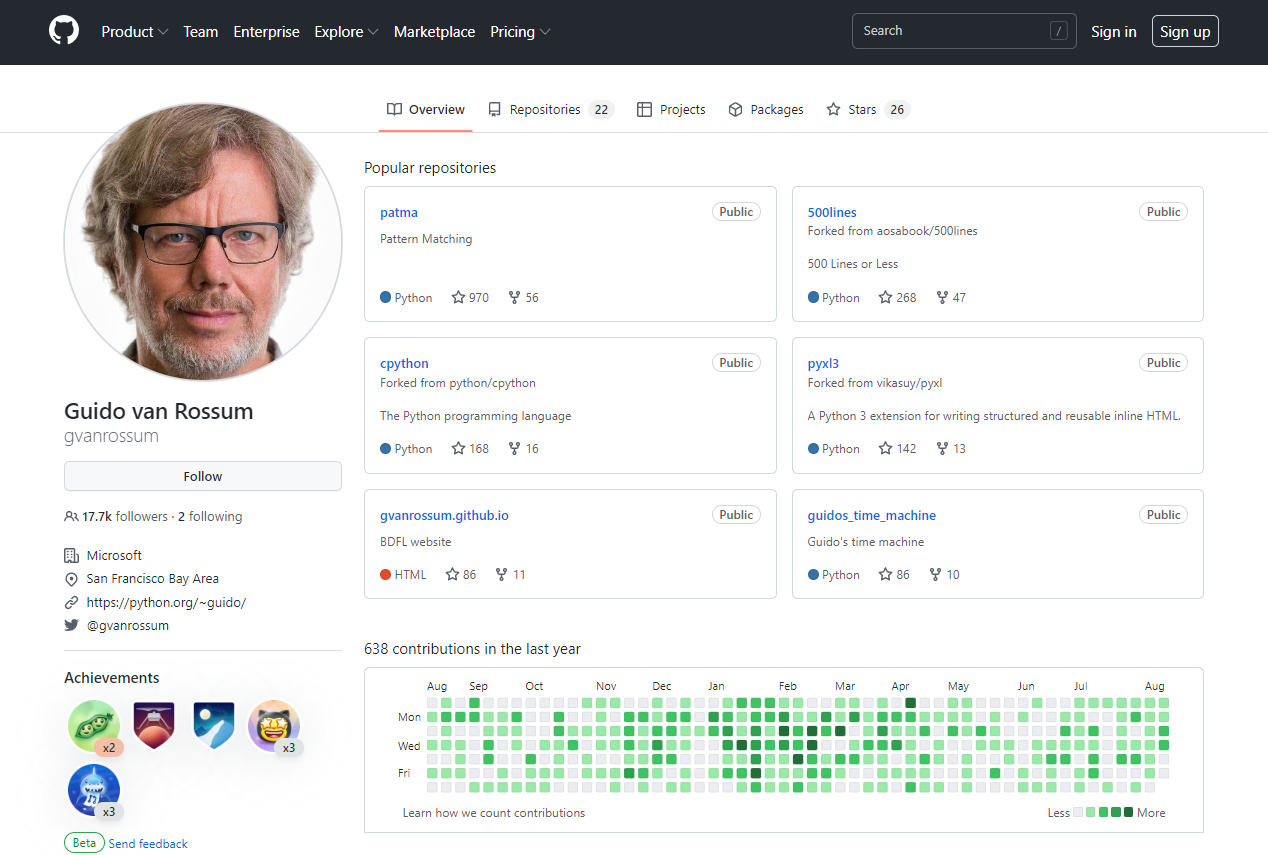 Product Team Enterprise Explore Marketplace Pricing Search / Sign in Sign up
Overview Repositories 22 Projects Packages Stars 26
Guido van Rossum
gvanrossum
Follow
17.7k followers · 2 following
Microsoft
San Francisco Bay Area
https://python.org/~guido/
@gvanrossum
Achievements
x2
x3
x3
Beta Send feedback
Popular repositories
patma Public
Pattern Matching
Python 970 56
500lines Public
Forked from aosabook/500lines
500 Lines or Less
Python 268 47
cpython Public
Forked from python/cpython
The Python programming language
Python 168 16
pyxl3 Public
Forked from vikasuy/pyxl
A Python 3 extension for writing structured and reusable inline HTML.
Python 142 13
gvanrossum.github.io Public
BDFL website
HTML 86 11
guidos_time_machine Public
Guido's time machine
Python 86 10
638 contributions in the last year
Aug Sep Oct Nov Dec Jan Feb Mar Apr May Jun Jul Aug
Mon
Wed
Fri
Learn how we count contributions Less More